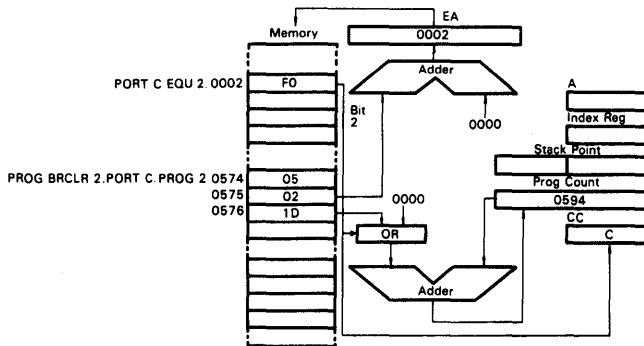 EA
Memory
0002
Adder
PORT C EQU 2. 0002
F0
A
Bit
2
Index Reg
0000
Stack Point
PROG BRCLR 2. PORT C. PROG 2 0574
05
Prog Count
0575
02
0000
0594
0576
1D
CC
OR
C
Adder